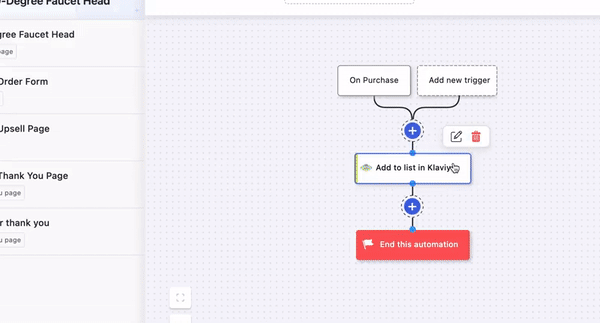 -Degree Faucet Head
gree Faucet Head
page
Order Form
Upsell Page
Thank You Page
u page
r thank you
u page
On Purchase
Add new trigger
Add to list in Klaviyo
End this automation